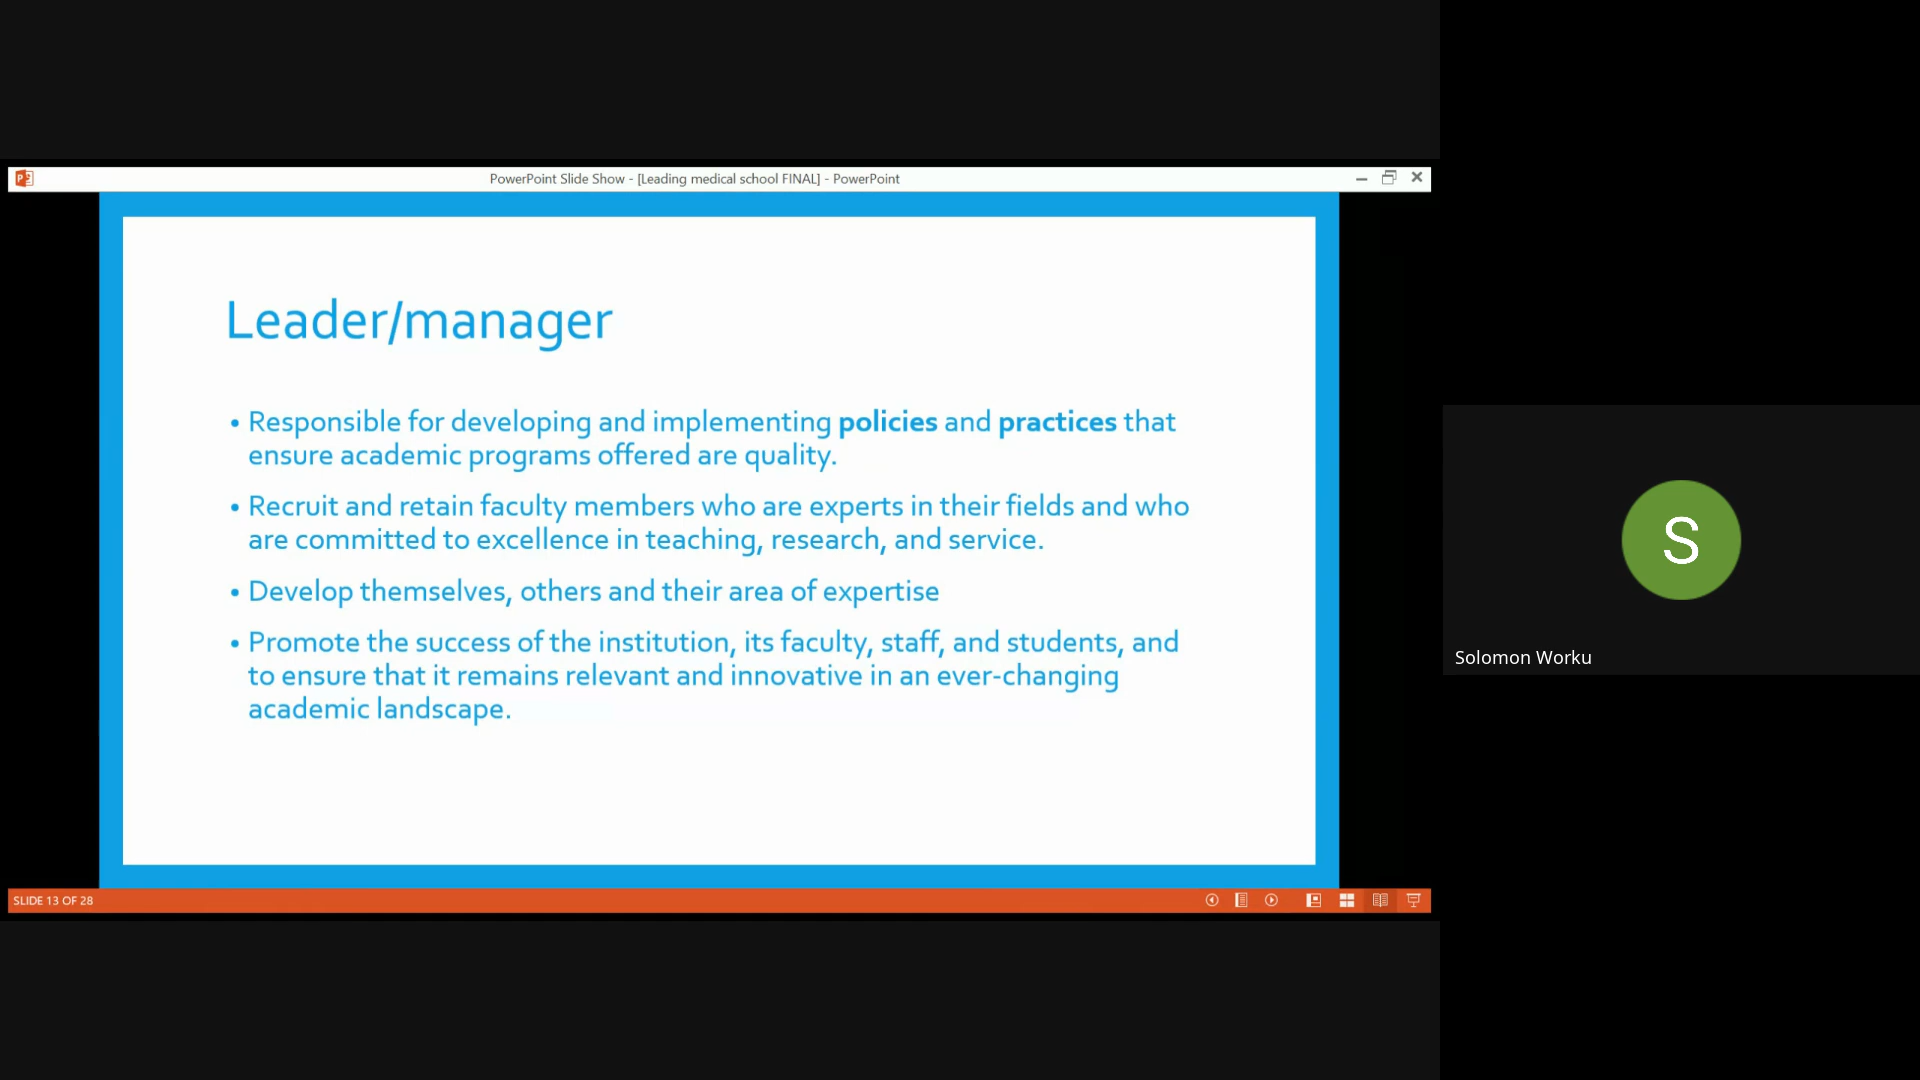 PowerPoint Slide Show - [Leading medical school FINAL] - PowerPoint
Leader/manager
• Responsible for developing and implementing policies and practices that
ensure academic programs offered are quality.
• Recruit and retain faculty members who are experts in their fields and who
are committed to excellence in teaching, research, and service.
• Develop themselves, others and their area of expertise
• Promote the success of the institution, its faculty, staff, and students, and
to ensure that it remains relevant and innovative in an ever-changing
academic landscape.
SLIDE 13 OF 28
S
Solomon Worku